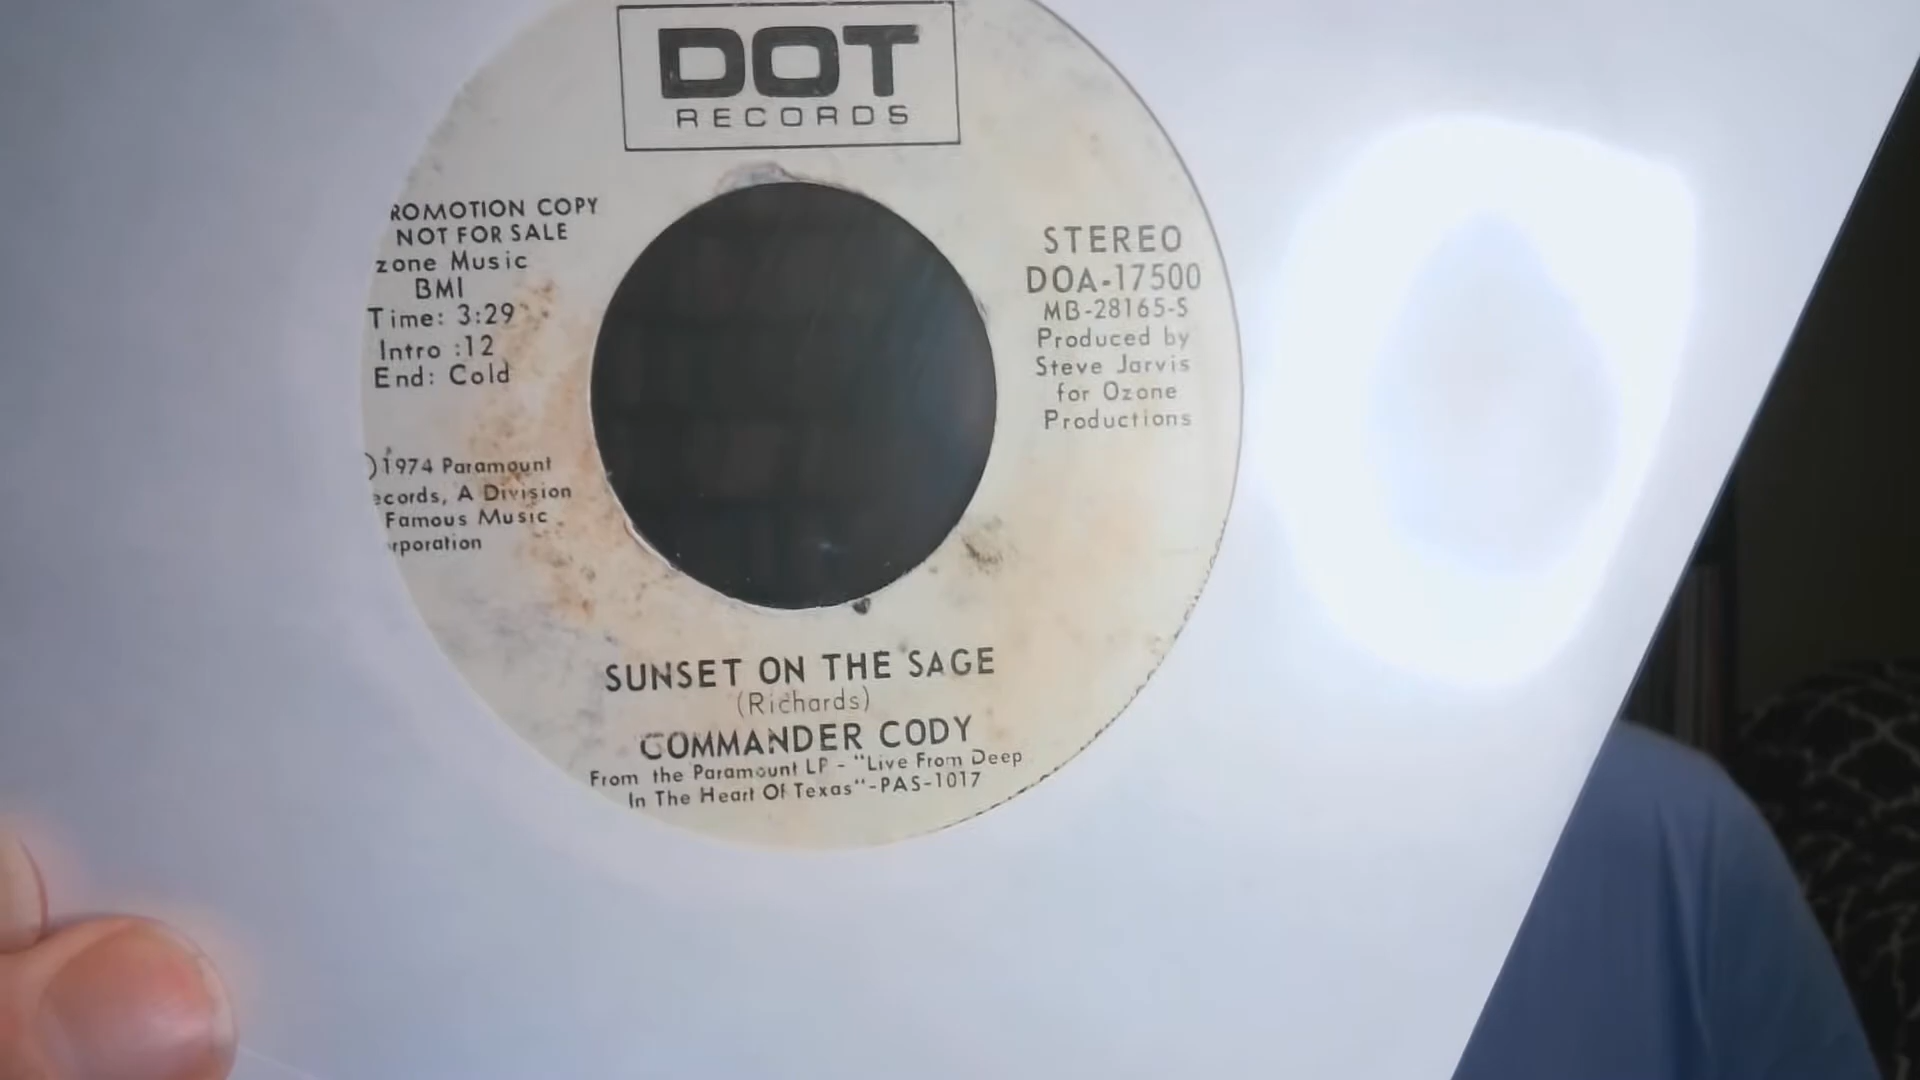 DOT
RECORDS
ROMOTION COPY
NOT FOR SALE
zone Music
BMI
Time: 3:29
Intro :12
End: Cold
)1974 Paramount
ecords, A Division
Famous Music
rporation
STEREO
DOA-17500
MB-28165-S
Produced by
Steve Jarvis
for Ozone
Productions
SUNSET ON THE SAGE
(Richards)
COMMANDER CODY
From the Paramount LP - "Live From Deep
In The Heart Of Texas"-PAS-1017